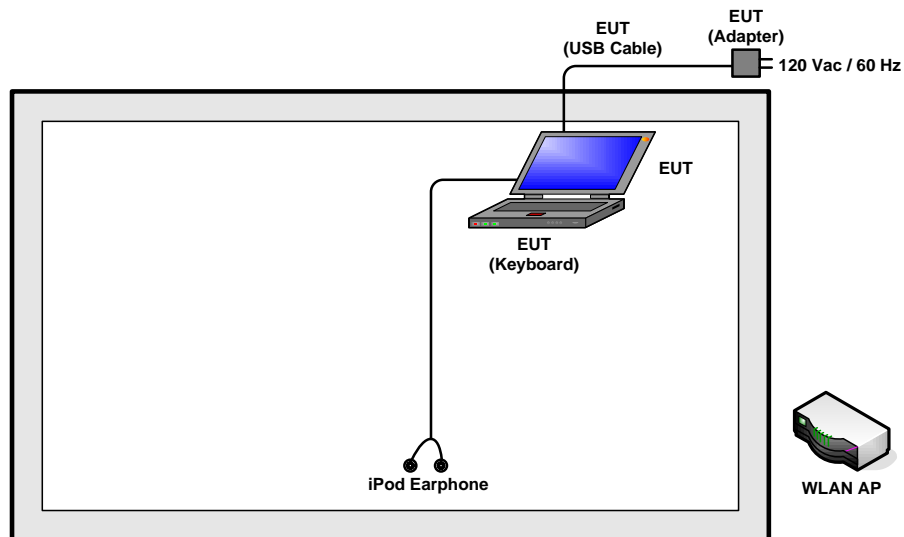 EUT
(USB Cable)
EUT
(Adapter)
120 Vac / 60 Hz
EUT
EUT
(Keyboard)
iPod Earphone
WLAN AP